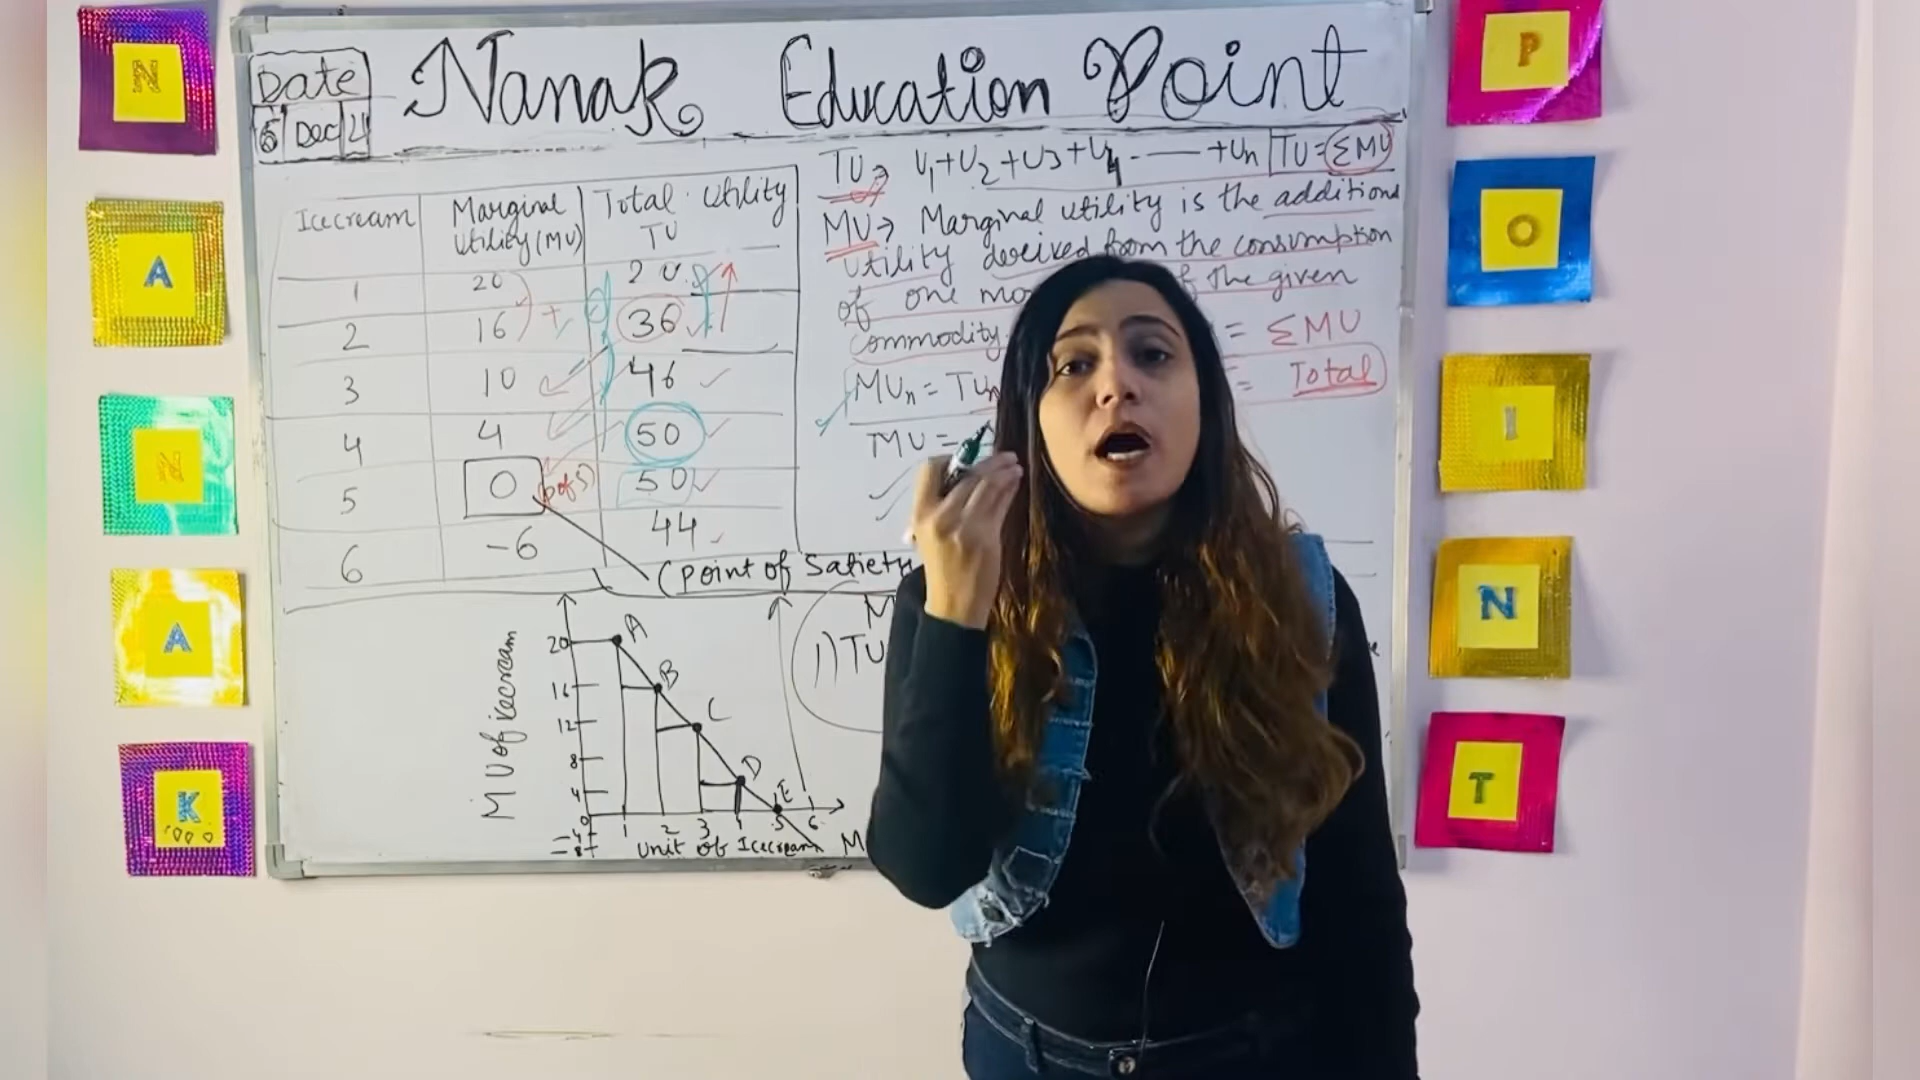 N
A
N
A
K
P
O
I
N
T
Date
6 Dec 21
Nanak Education Point
Icecream
Marginal Utility (MU)
Total Utility TU
1 20 20
2 16 36
3 10 46
4 4 50
5 0 (P of S) 50
6 -6 44
(Point of Satiety
TU → U1+U2+U3+U4 ----- +Un TU=ΣMU
MU → Marginal utility is the additional
utility derived from the consumption
of one mo of the given
commodity.
= ΣMU
MUn = TUn
= Total
MU =
1) TU
MU of icecream
20
16
12
8
4
0
-4
-8
A
B
C
D
E
1 2 3 4 5 6
Unit of Icecream